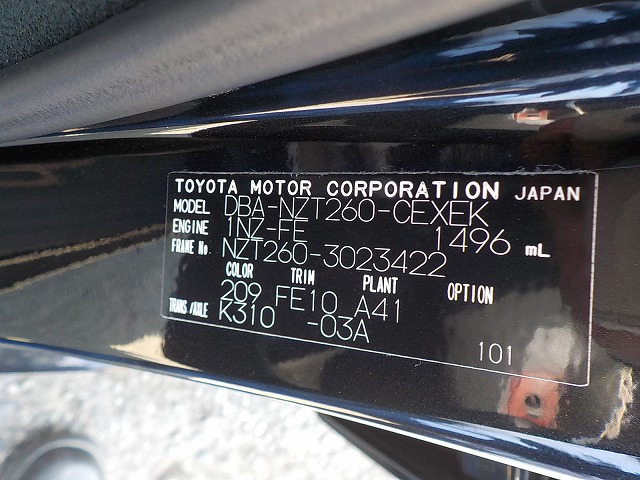 TOYOTA MOTOR CORPORATION JAPAN
MODEL DBA-NZT260-CEXEK
ENGINE 1NZ-FE 1496 mL
FRAME No. NZT260-3023422
COLOR TRIM PLANT OPTION
209 FE10 A41
TRANS/AXLE K310 -03A
101